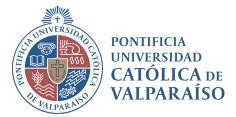 PONTIFICIA UNIVERSIDAD CATÓLICA
DE VALPARAÍSO
PONTIFICIA
UNIVERSIDAD
CATÓLICA DE
VALPARAÍSO